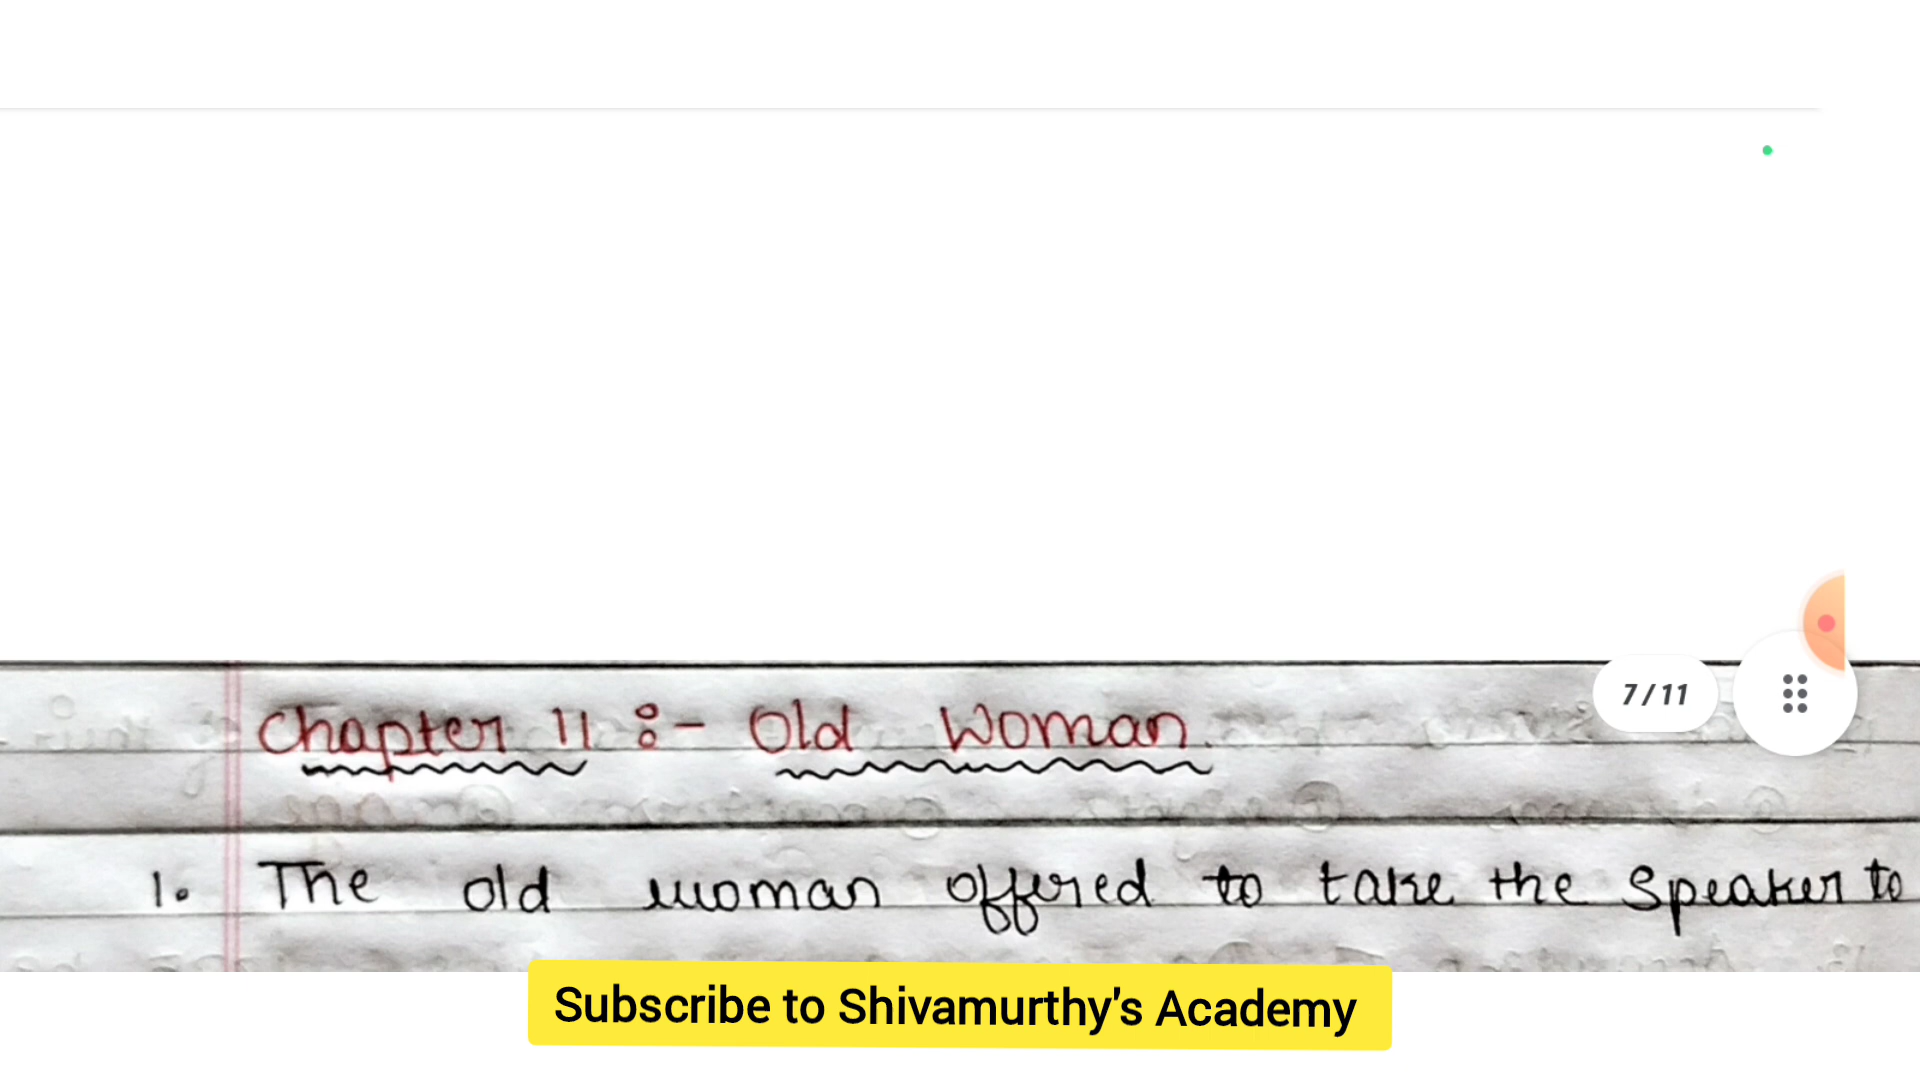 7/11
Chapter 11 :- Old Woman.
1. The old woman offered to take the speaker to
Subscribe to Shivamurthy's Academy